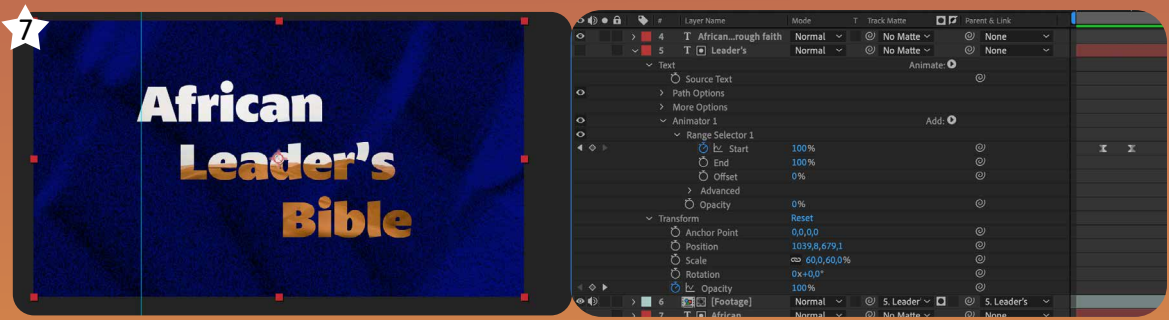 7
African
Leader's
Bible
# Layer Name Mode T Track Matte Parent & Link
4 T African...rough faith Normal No Matte None
5 T Leader's Normal No Matte None
Text Animate:
Source Text
Path Options
More Options
Animator 1 Add:
Range Selector 1
Start 100%
End 100%
Offset 0%
Advanced
Opacity 0%
Transform Reset
Anchor Point 0,0,0,0
Position 1039,8,679,1
Scale 60,0,60,0%
Rotation 0x+0,0°
Opacity 100%
6 [Footage] Normal 5. Leader' 5. Leader's
7 T African Normal No Matte None